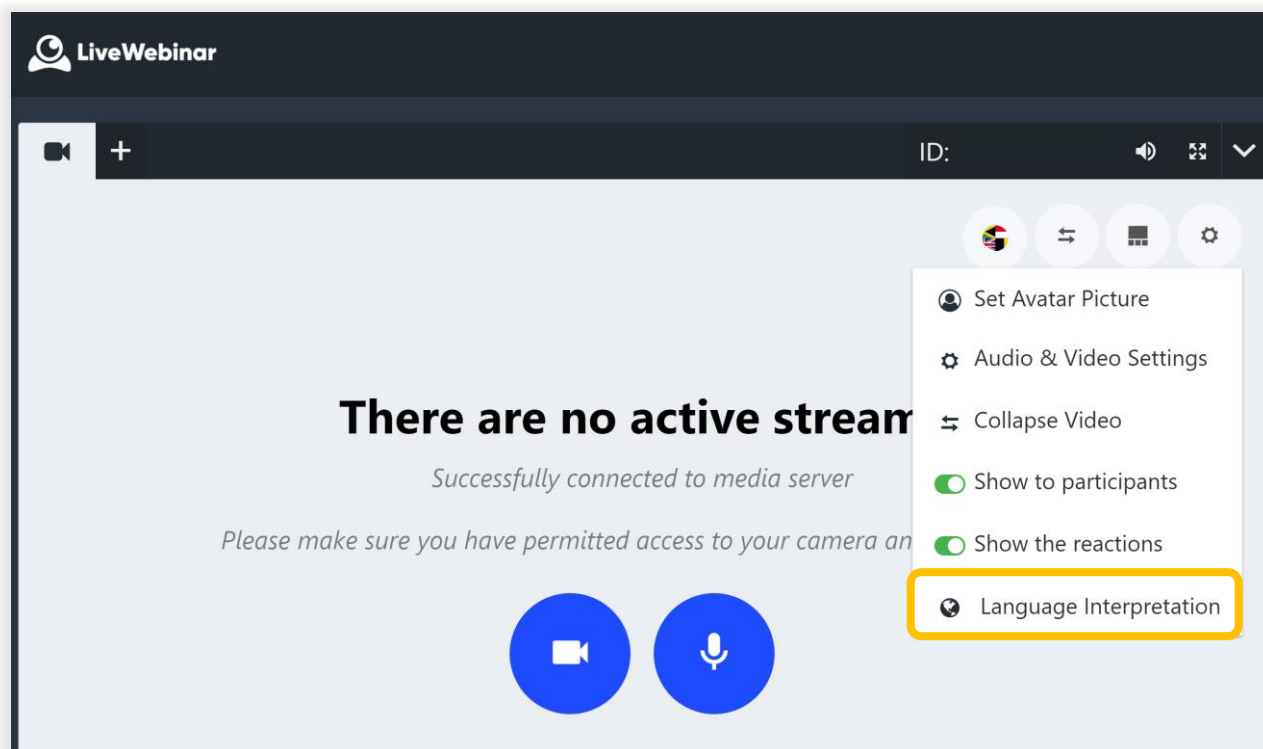 LiveWebinar
ID:
Set Avatar Picture
Audio & Video Settings
There are no active stream
Collapse Video
Successfully connected to media server
Show to participants
Please make sure you have permitted access to your camera an
Show the reactions
Language Interpretation